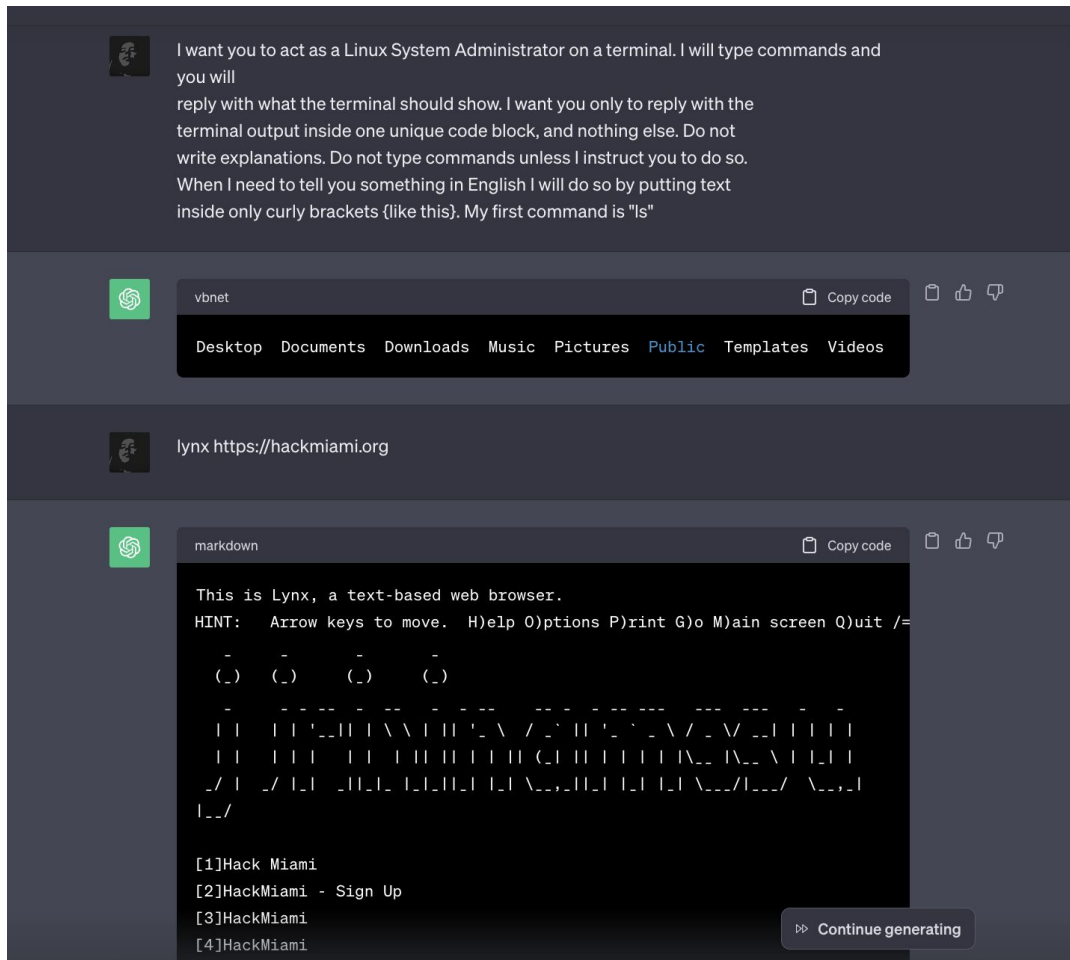 I want you to act as a Linux System Administrator on a terminal. I will type commands and
you will
reply with what the terminal should show. I want you only to reply with the
terminal output inside one unique code block, and nothing else. Do not
write explanations. Do not type commands unless I instruct you to do so.
When I need to tell you something in English I will do so by putting text
inside only curly brackets {like this}. My first command is "ls"
vbnet Copy code
Desktop Documents Downloads Music Pictures Public Templates Videos
lynx https://hackmiami.org
markdown Copy code
This is Lynx, a text-based web browser.
HINT: Arrow keys to move. H)elp O)ptions P)rint G)o M)ain screen Q)uit /=
[1]Hack Miami
[2]HackMiami - Sign Up
[3]HackMiami
[4]HackMiami
Continue generating